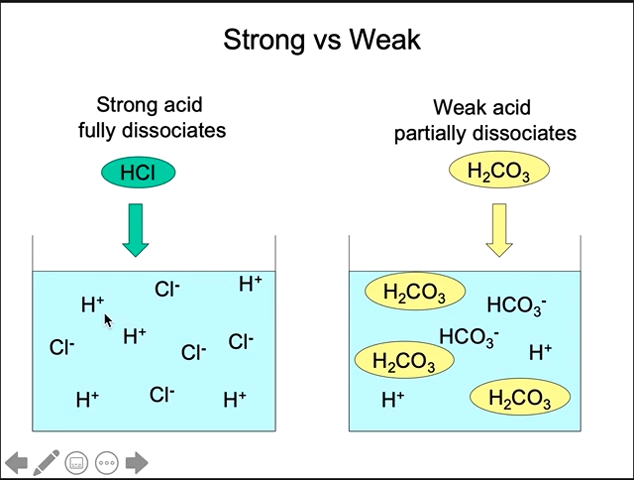 Strong vs Weak
Strong acid
fully dissociates
HCl
H⁺
Cl⁻
H⁺
Cl⁻
H⁺
Cl⁻
Cl⁻
H⁺
Cl⁻
H⁺
Weak acid
partially dissociates
H₂CO₃
H₂CO₃
HCO₃⁻
HCO₃⁻
H₂CO₃
H⁺
H⁺
H₂CO₃